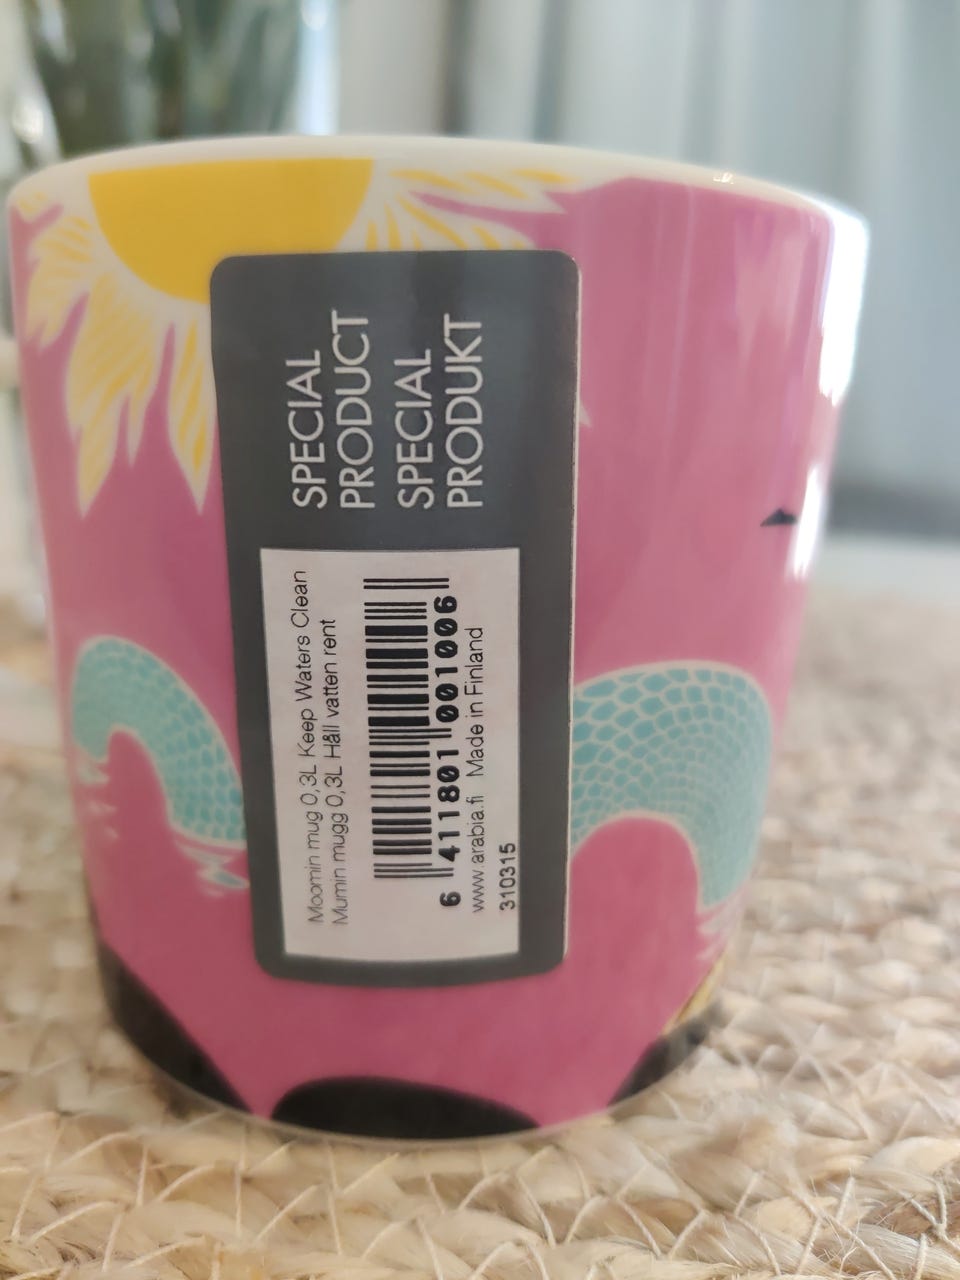 SPECIAL
PRODUCT
SPECIAL
PRODUKT
Moomin mug 0,3L Keep Waters Clean
Mumin mugg 0,3L Håll vatten rent
6 411801 001006
www.arabia.fi Made in Finland
310315